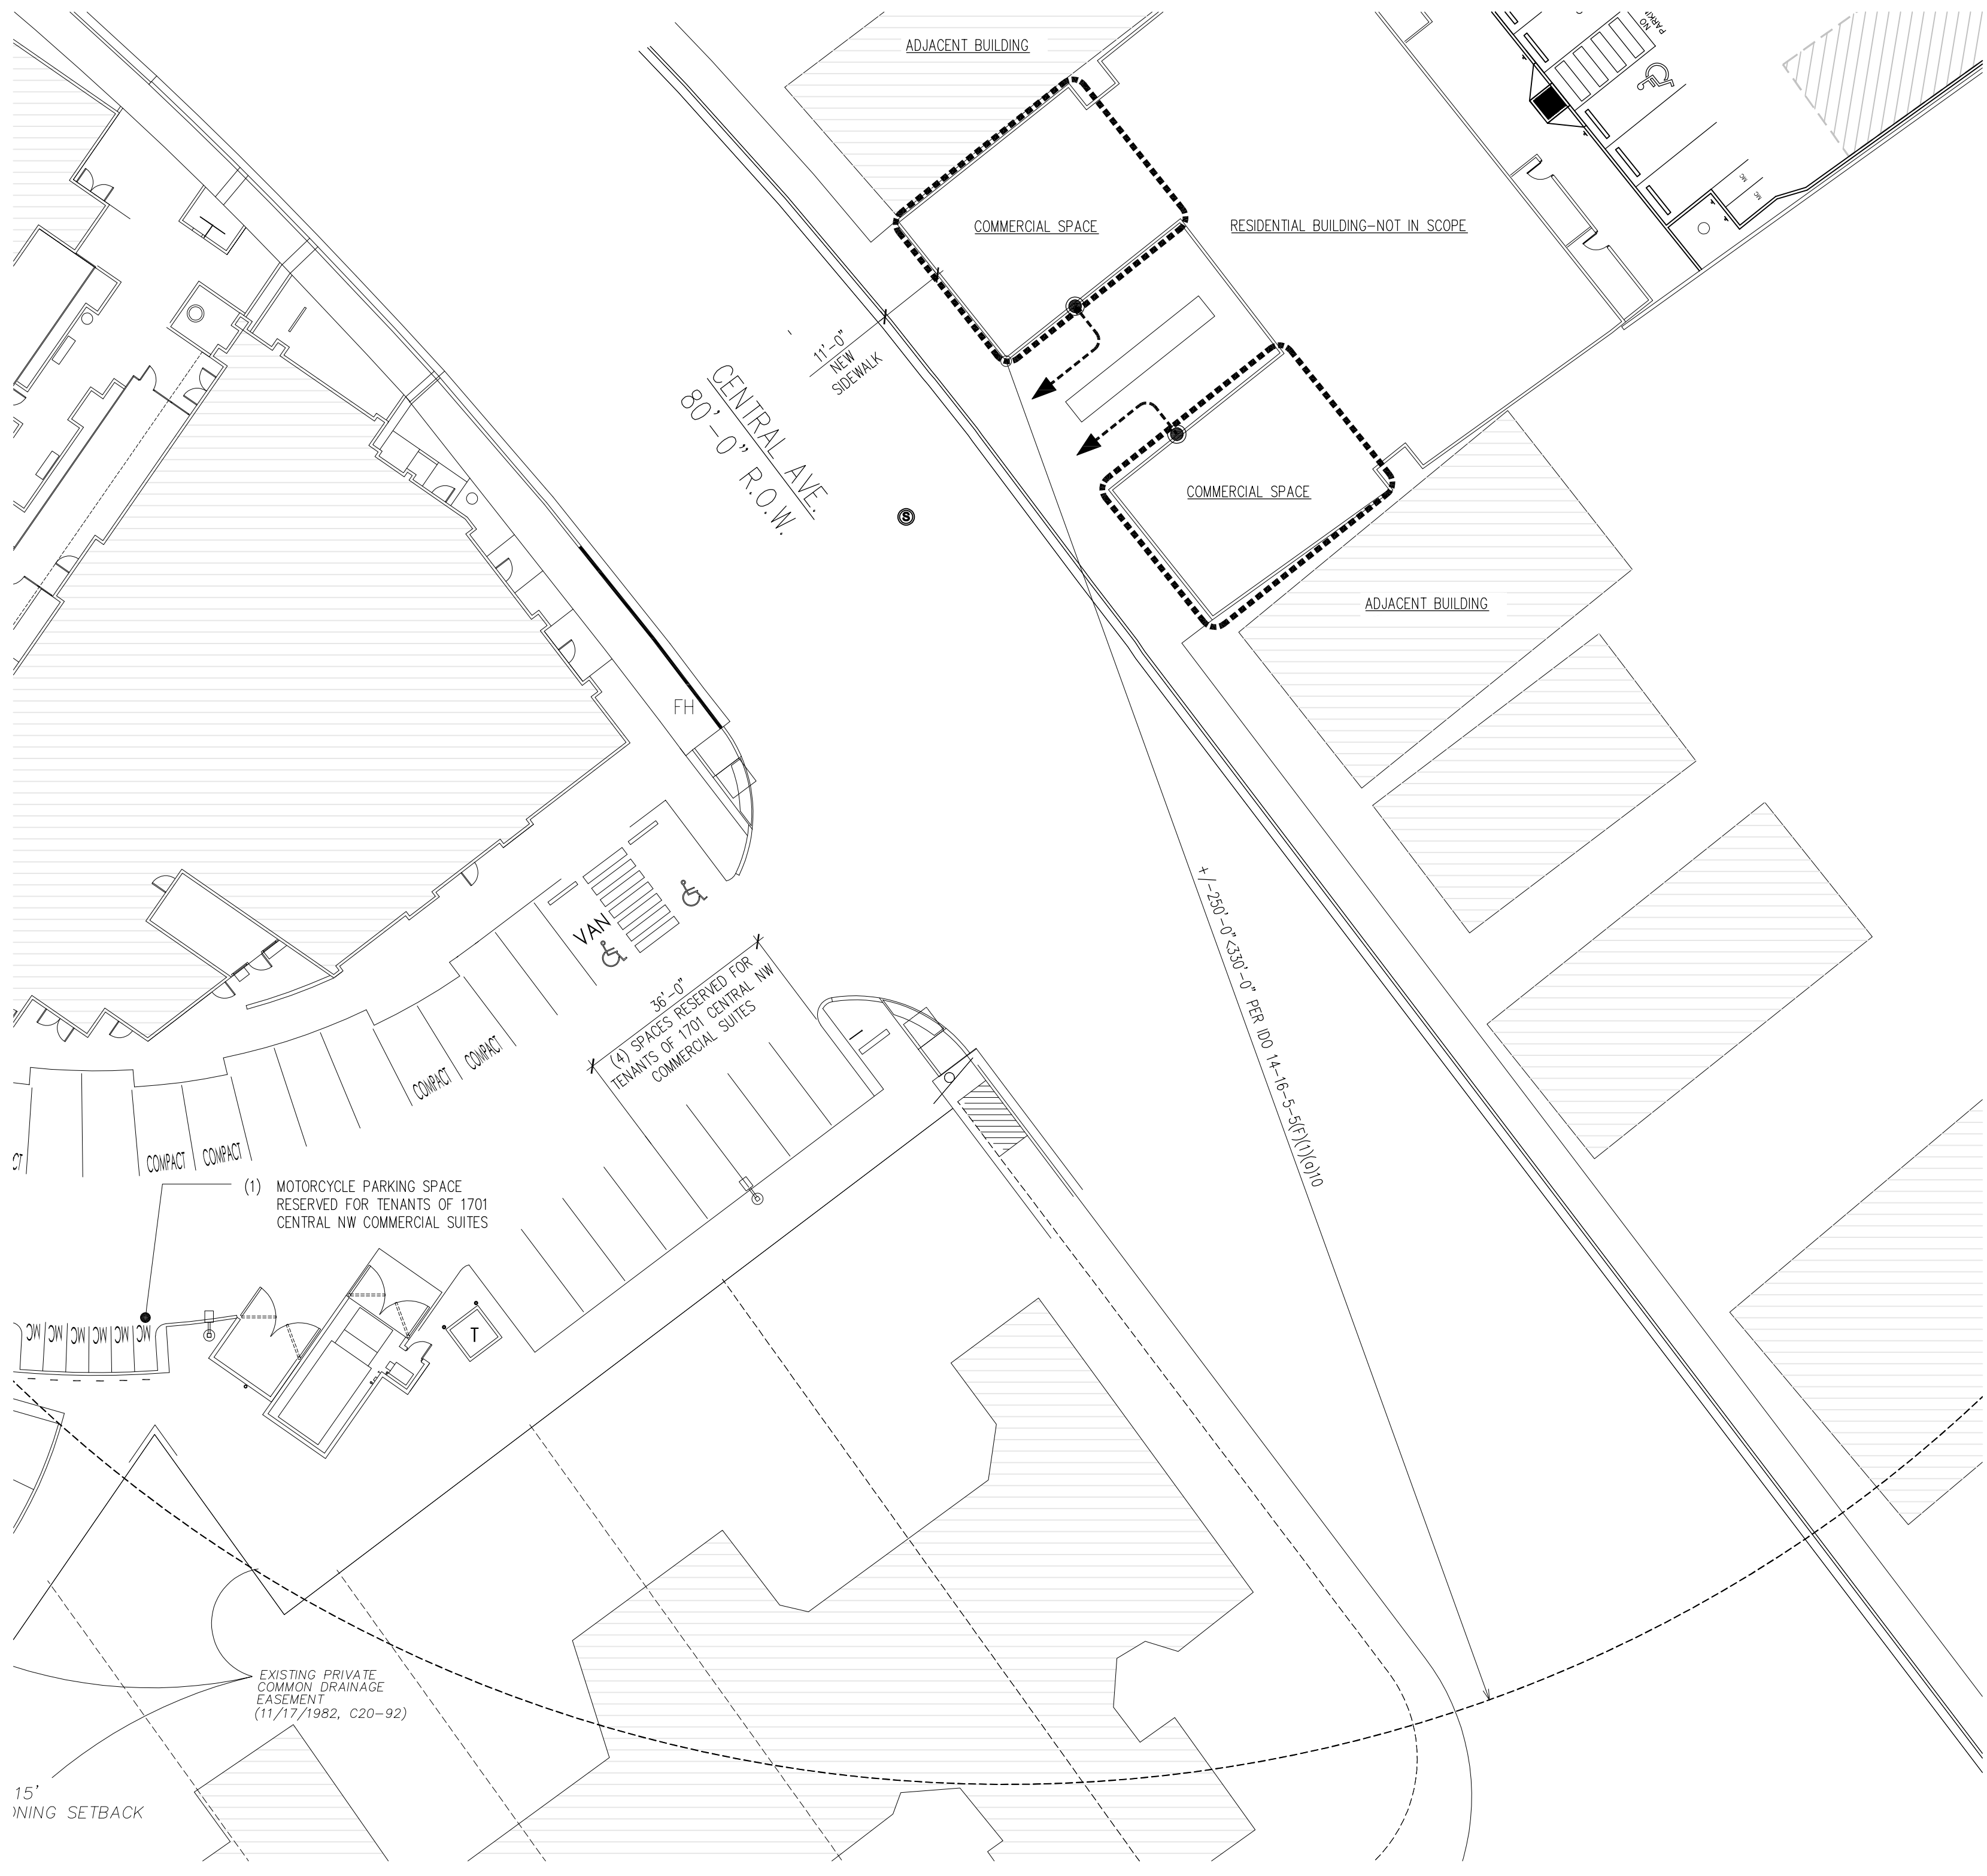 ADJACENT BUILDING
NO
COMMERCIAL SPACE
RESIDENTIAL BUILDING-NOT IN SCOPE
MC
MC
11'-0"
NEW
SIDEWALK
CENTRAL AVE.
80'-0" R.O.W.
S
COMMERCIAL SPACE
ADJACENT BUILDING
FH
VAN
36'-0"
(4) SPACES RESERVED FOR
TENANTS OF 1701 CENTRAL NW
COMMERCIAL SUITES
+/-250'-0" <330'-0" PER IDO 14-16-5-5(F)(1)(a)10
COMPACT
COMPACT
COMPACT
COMPACT
CT
(1) MOTORCYCLE PARKING SPACE
RESERVED FOR TENANTS OF 1701
CENTRAL NW COMMERCIAL SUITES
MC
MC
MC
MC
MC
MC
T
EXISTING PRIVATE
COMMON DRAINAGE
EASEMENT
(11/17/1982, C20-92)
15'
NING SETBACK